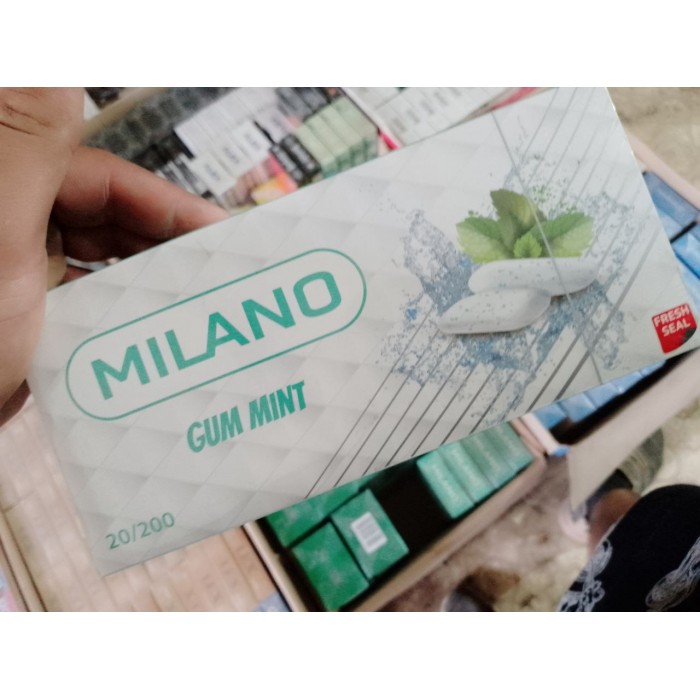 MILANO
GUM MINT
20/200
FRESH
SEAL